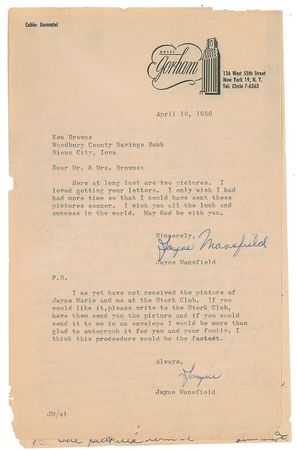 Cable: Goramtel
HOTEL
Gorham
136 West 55th Street
New York 19, N. Y.
Tel: Circle 7-6363
April 18, 1956
Ken Browne
Woodbury County Savings Bank
Sioux City, Iowa
Dear Mr. & Mrs. Browne:
Here at long last are two pictures. I
loved getting your letters. I only wish I had
had more time so that I could have sent these
pictures sooner. I wish you all the luck and
success in the world. May God be with you.
Sincerely,
Jayne Mansfield
Jayne Mansfield
P.S.
I as yet have not received the picture of
Jayne Marie and me at the Stork Club. If you
would like it,please write to the Stork Club,
have them send you the picture and if you would
send it to me in an envelope I would be more than
glad to autograph it for you and your family. I
think this proceedure would be the fastest.
Always,
Jayne
Jayne Mansfield
JM/al